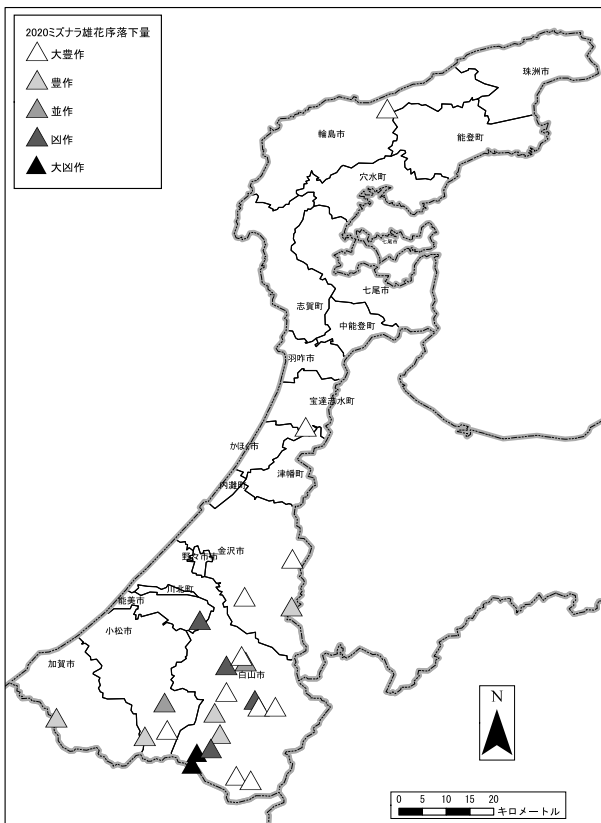 2020ミズナラ雄花序落下量
大豊作
豊作
並作
凶作
大凶作
珠洲市
輪島市
能登町
穴水町
七尾市
七尾市
志賀町
中能登町
羽咋市
宝達志水町
かほく市
津幡町
内灘町
金沢市
野々市市
川北町
能美市
小松市
加賀市
白山市
N
0 5 10 15 20
キロメートル